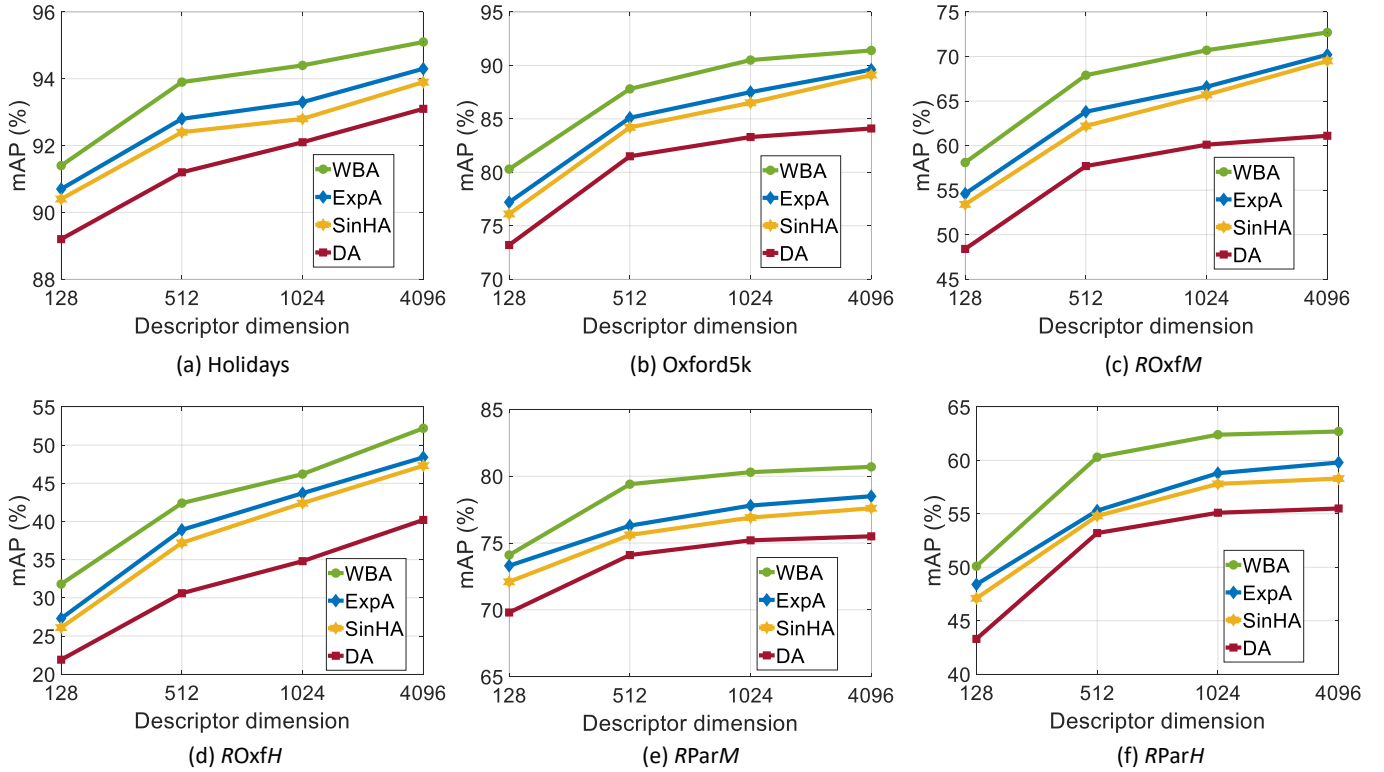 96
94
92
90
88
mAP (%)
WBA
ExpA
SinHA
DA
128 512 1024 4096
Descriptor dimension
(a) Holidays
95
90
85
80
75
70
mAP (%)
WBA
ExpA
SinHA
DA
128 512 1024 4096
Descriptor dimension
(b) Oxford5k
75
70
65
60
55
50
45
mAP (%)
WBA
ExpA
SinHA
DA
128 512 1024 4096
Descriptor dimension
(c) ROxfM
55
50
45
40
35
30
25
20
mAP (%)
WBA
ExpA
SinHA
DA
128 512 1024 4096
Descriptor dimension
(d) ROxfH
85
80
75
70
65
mAP (%)
WBA
ExpA
SinHA
DA
128 512 1024 4096
Descriptor dimension
(e) RParM
65
60
55
50
45
40
mAP (%)
WBA
ExpA
SinHA
DA
128 512 1024 4096
Descriptor dimension
(f) RParH